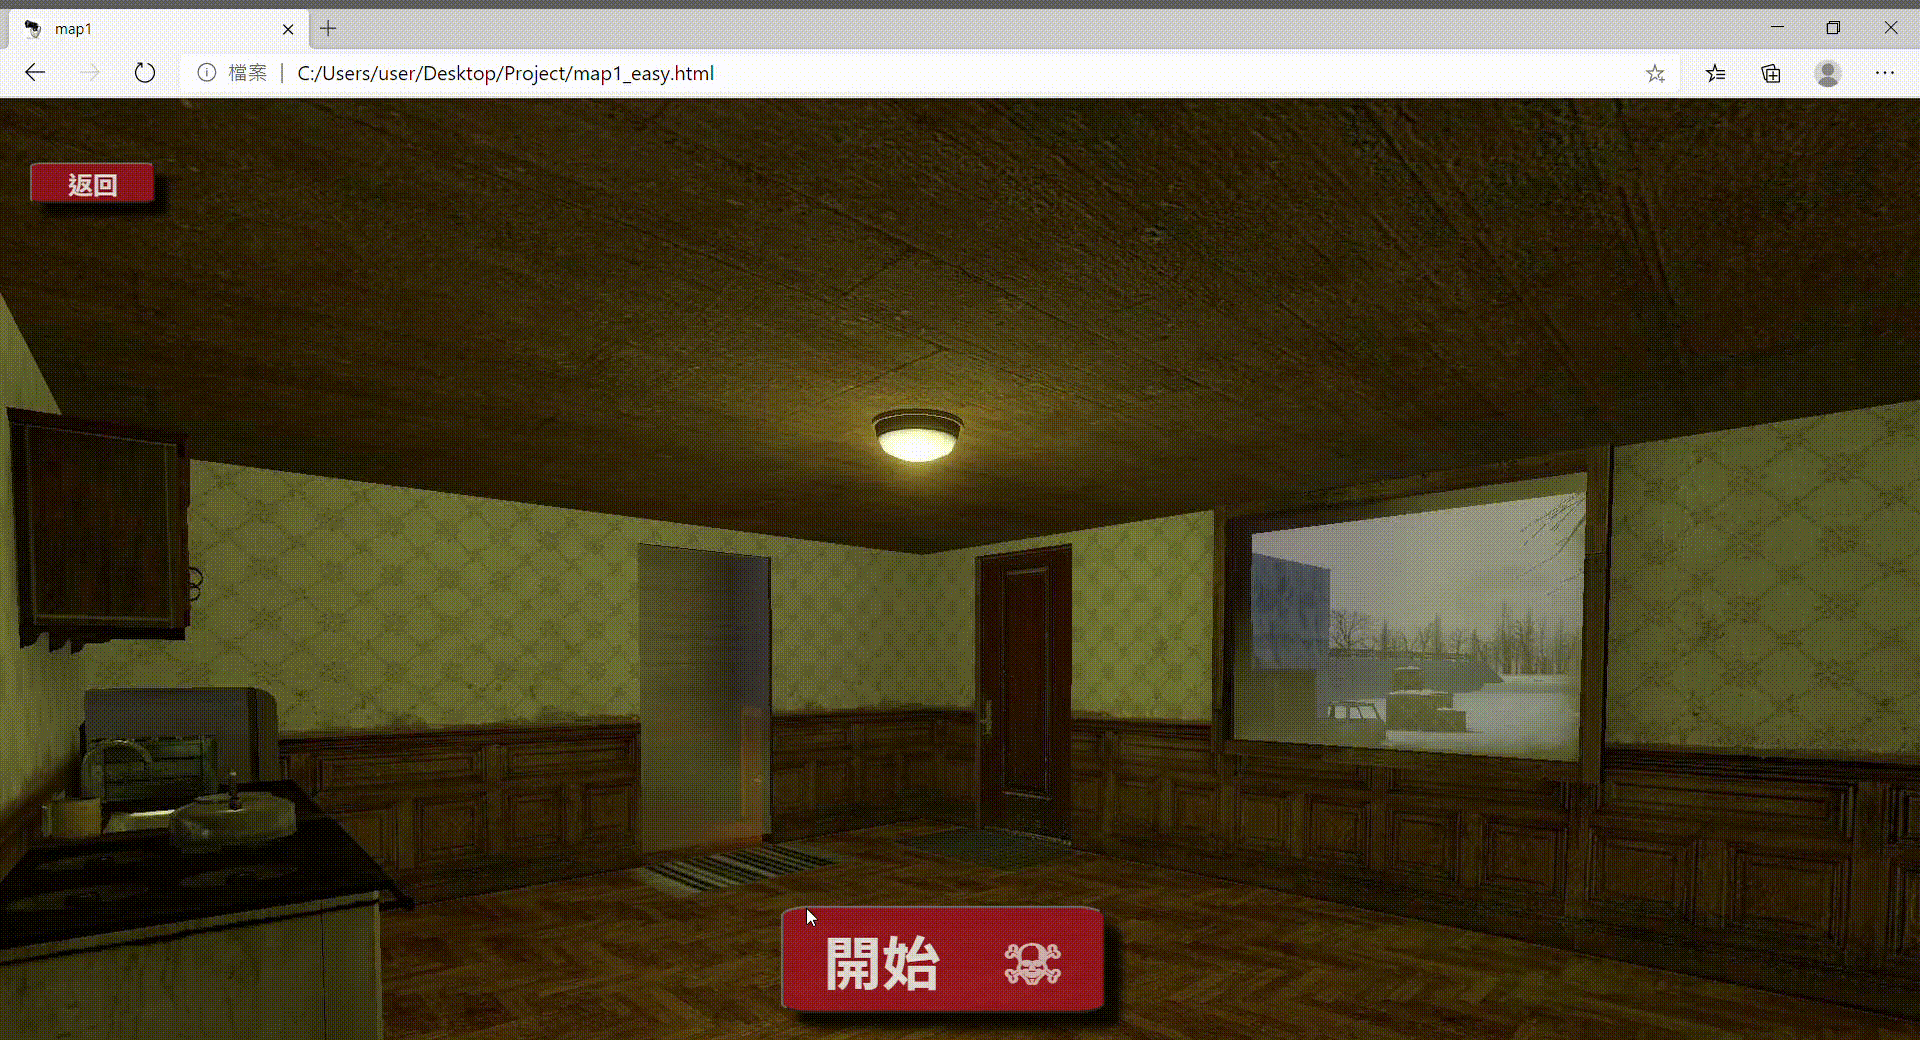 map1
檔案 | C:/Users/user/Desktop/Project/map1_easy.html
返回
開始